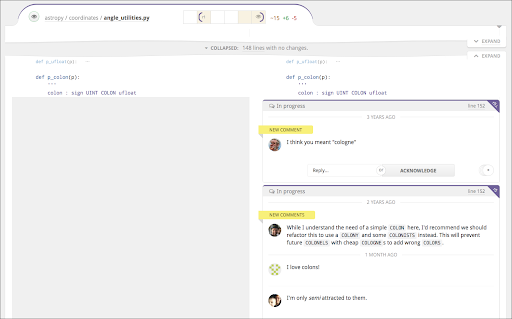 astropy / coordinates / angle_utilities.py
r1
~15 +6 -5
COLLAPSED: 148 lines with no changes.
EXPAND
EXPAND
def p_ufloat(p): def p_ufloat(p):
def p_colon(p): def p_colon(p):
''' '''
colon : sign UINT COLON ufloat colon : sign UINT COLON ufloat
In progress line 152
3 YEARS AGO
NEW COMMENT
I think you meant "cologne"
Reply... or ACKNOWLEDGE
In progress line 152
2 YEARS AGO
NEW COMMENTS
While I understand the need of a simple COLON here, I'd recommend we should
refactor this to use a COLONY and some COLONISTS instead. This will prevent
future COLONELS with cheap COLOGNE s to add wrong COLORS.
1 MONTH AGO
I love colons!
I'm only semi attracted to them.